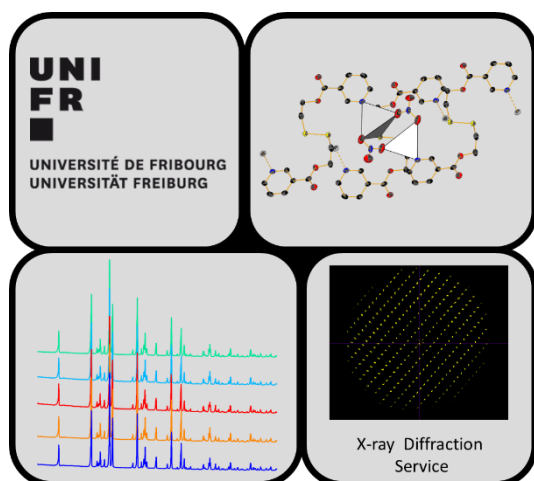 UNI
FR
UNIVERSITÉ DE FRIBOURG
UNIVERSITÄT FREIBURG
X-ray Diffraction
Service